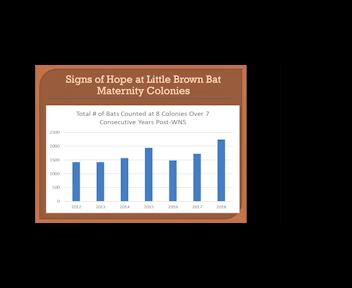 Signs of Hope at Little Brown Bat
Maternity Colonies
Total # of Bats Counted at 8 Colonies Over 7
Consecutive Years Post-WNS
2500
2000
1500
1000
500
0
2012 2013 2014 2015 2016 2017 2018